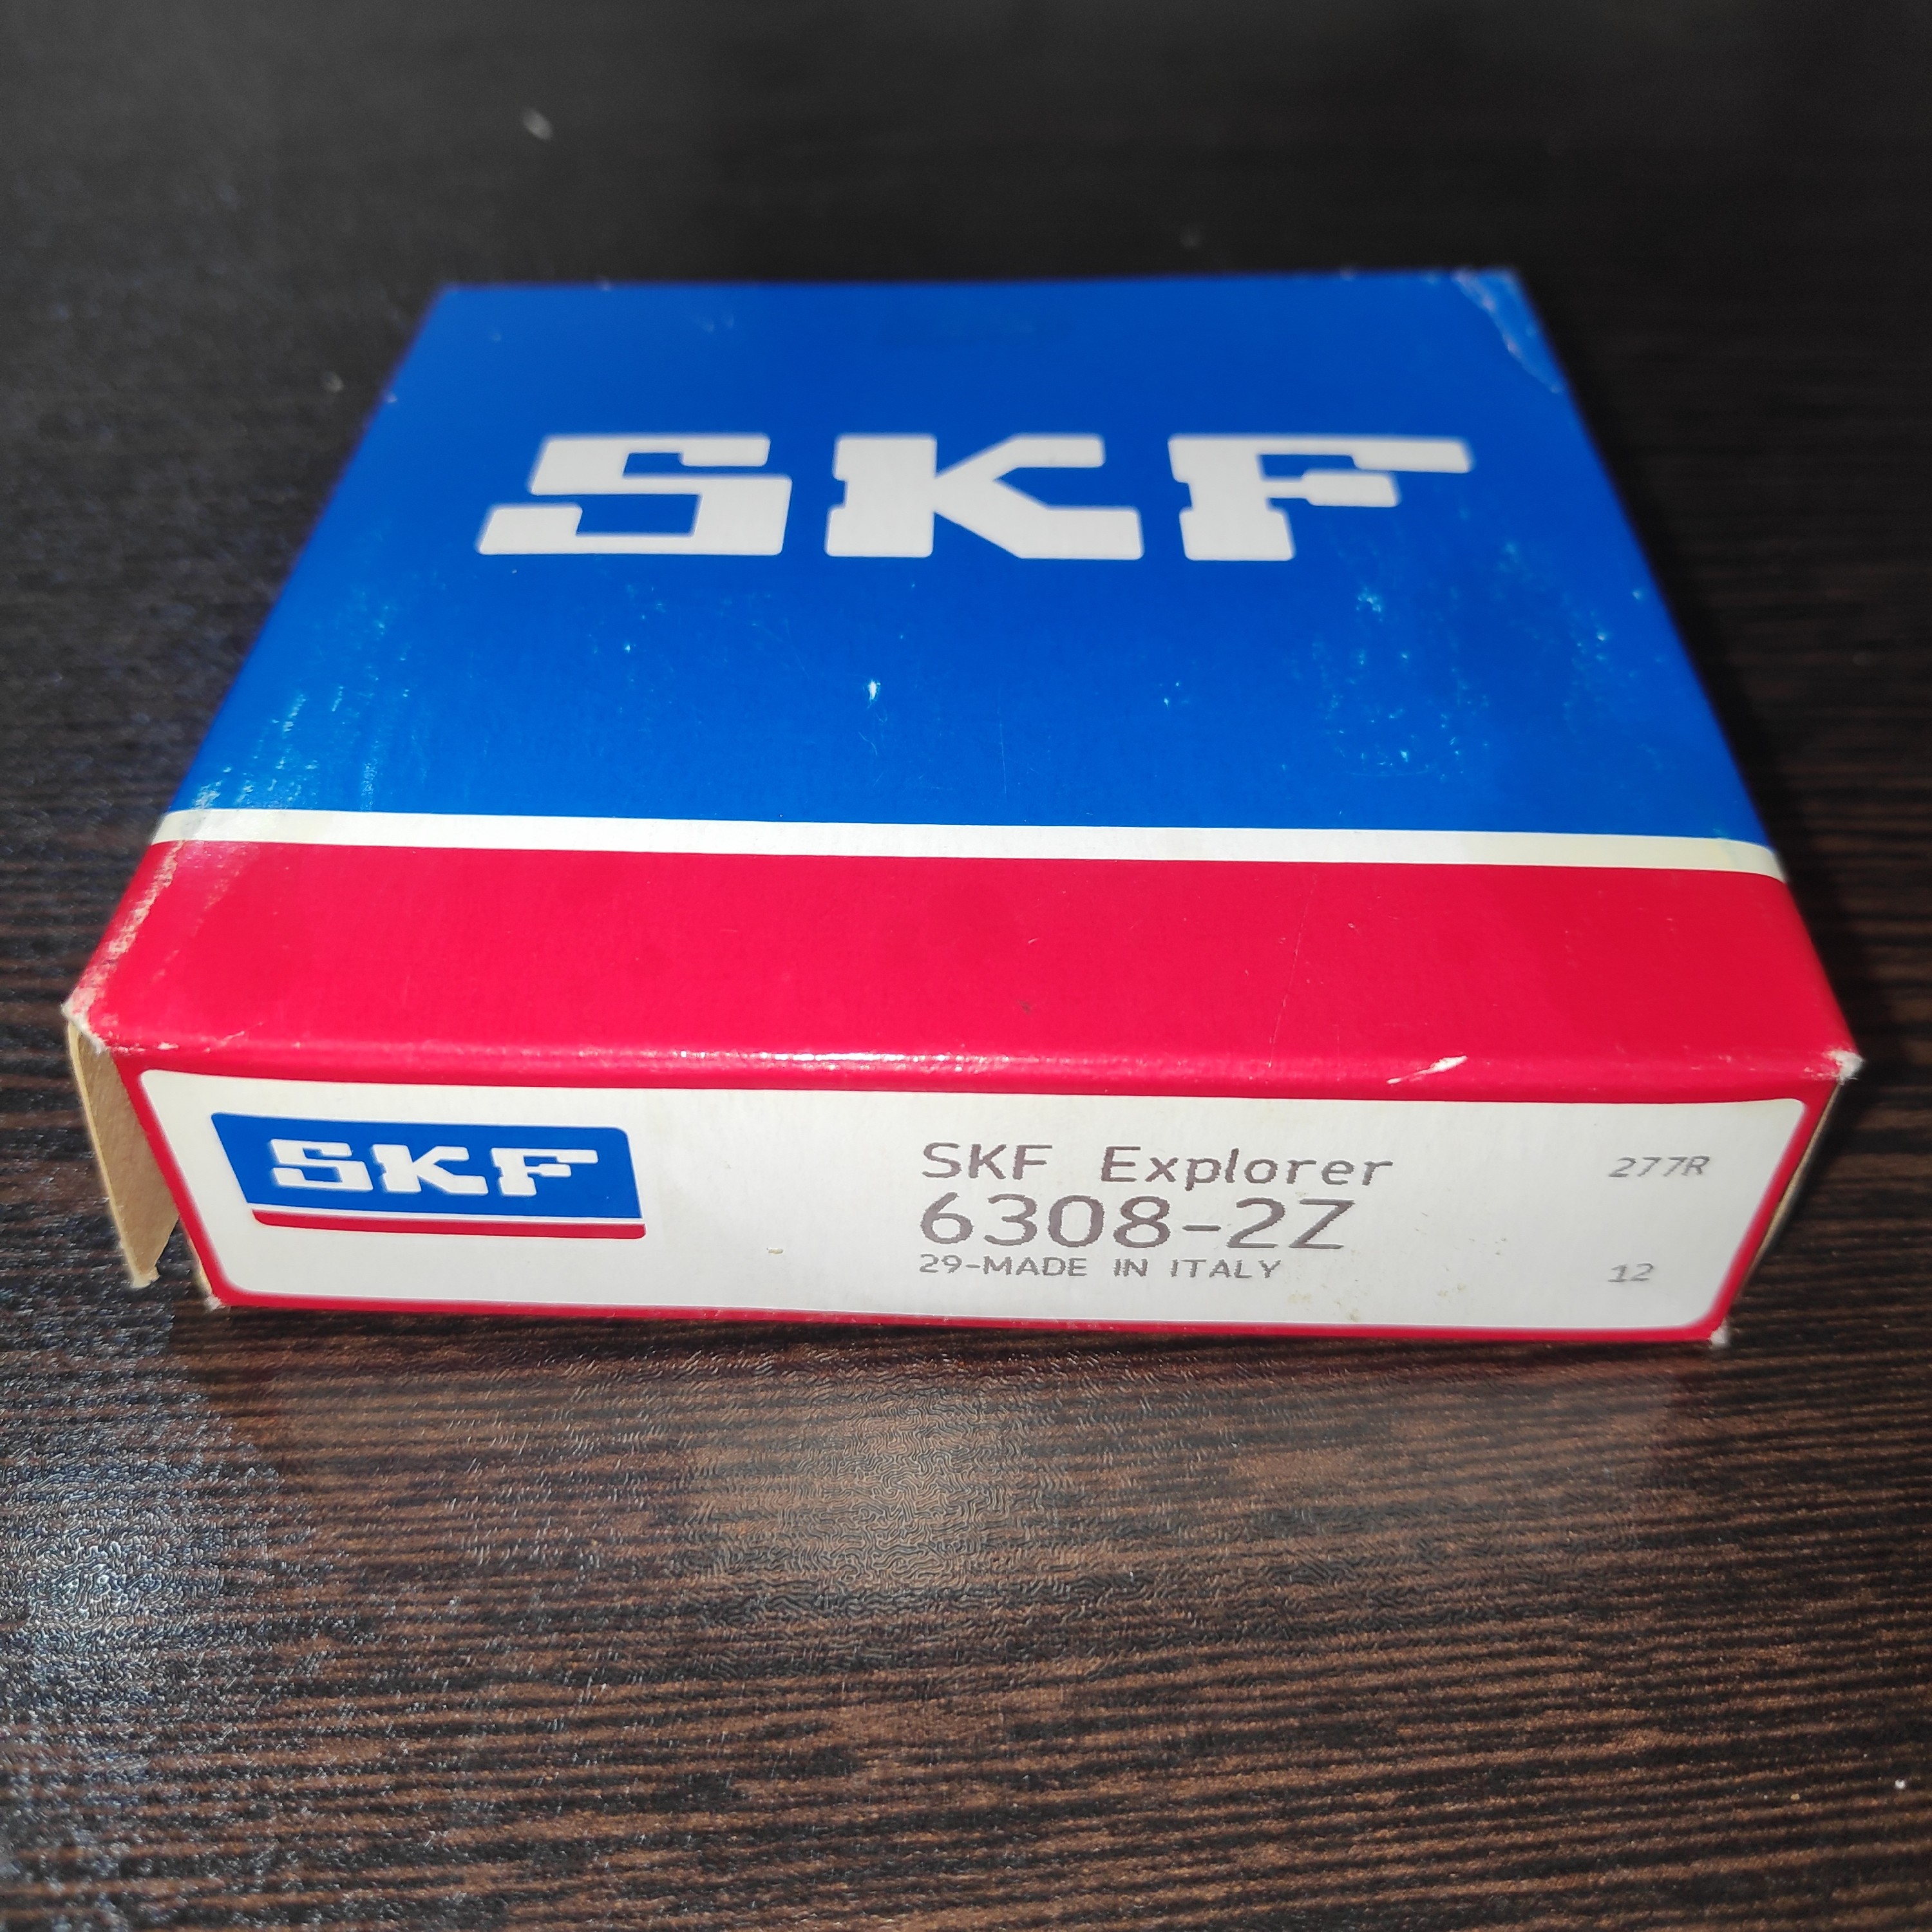 SKF
SKF
SKF Explorer
277R
6308-2Z
29-MADE IN ITALY
12